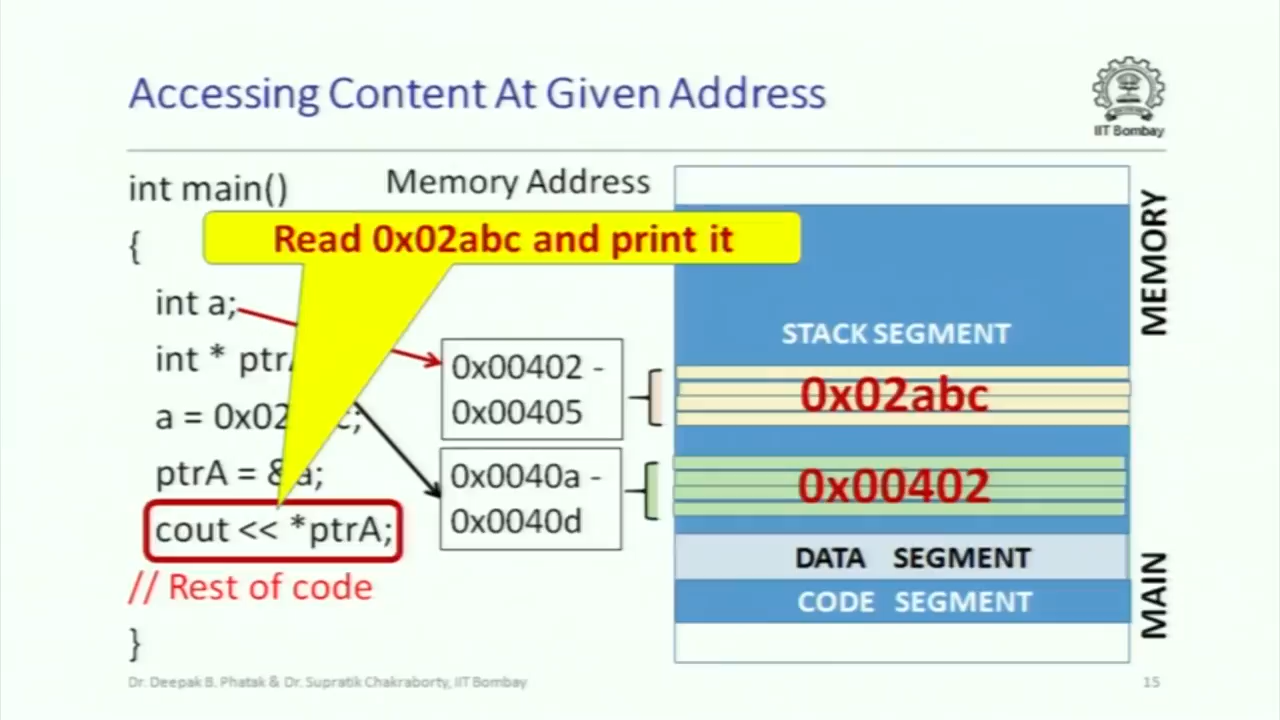 Accessing Content At Given Address
IIT Bombay
int main()
Memory Address
{
Read 0x02abc and print it
int a;
int * ptr
a = 0x02 c;
ptrA = &a;
cout << *ptrA;
// Rest of code
}
0x00402 -
0x00405
0x0040a -
0x0040d
STACK SEGMENT
0x02abc
0x00402
DATA SEGMENT
CODE SEGMENT
MAIN MEMORY
Dr. Deepak B. Phatak & Dr. Supratik Chakraborty, IIT Bombay
15